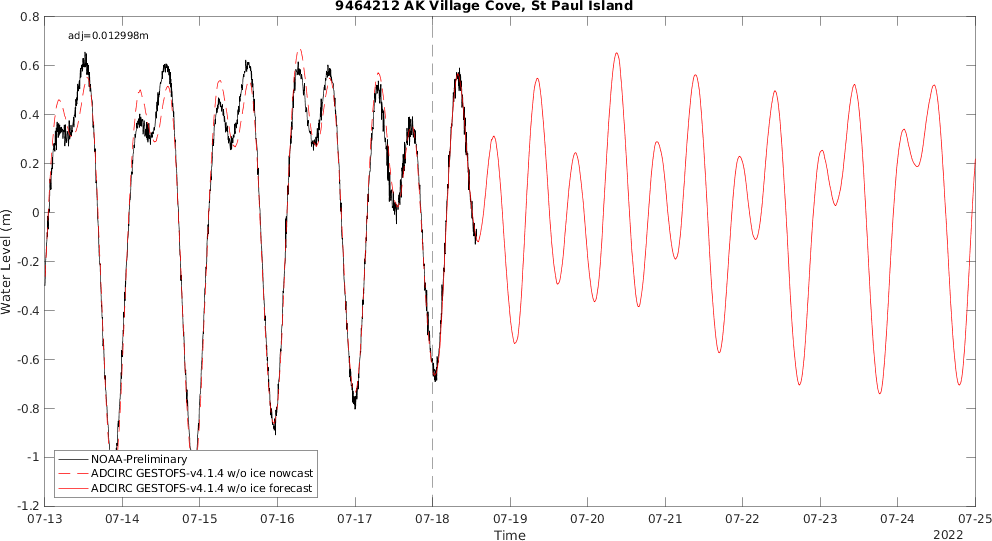 9464212 AK Village Cove, St Paul Island
adj=0.012998m
0.8
0.6
0.4
0.2
0
-0.2
-0.4
-0.6
-0.8
-1
-1.2
Water Level (m)
NOAA-Preliminary
ADCIRC GESTOFS-v4.1.4 w/o ice nowcast
ADCIRC GESTOFS-v4.1.4 w/o ice forecast
07-13 07-14 07-15 07-16 07-17 07-18 07-19 07-20 07-21 07-22 07-23 07-24 07-25
Time
2022